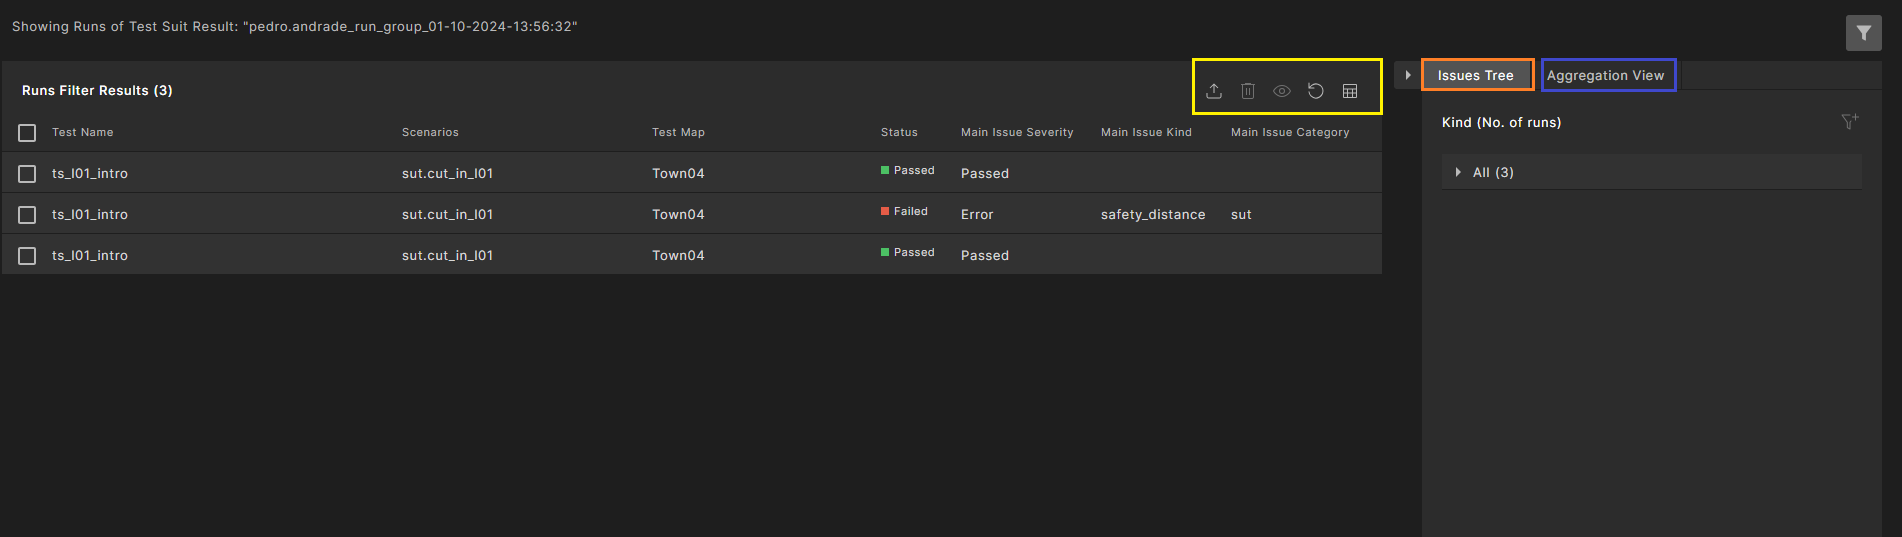 Showing Runs of Test Suit Result: "pedro.andrade_run_group_01-10-2024-13:56:32"
Runs Filter Results (3)
Test Name Scenarios Test Map Status Main Issue Severity Main Issue Kind Main Issue Category
ts_l01_intro sut.cut_in_l01 Town04 Passed Passed
ts_l01_intro sut.cut_in_l01 Town04 Failed Error safety_distance sut
ts_l01_intro sut.cut_in_l01 Town04 Passed Passed
Issues Tree Aggregation View
Kind (No. of runs)
All (3)